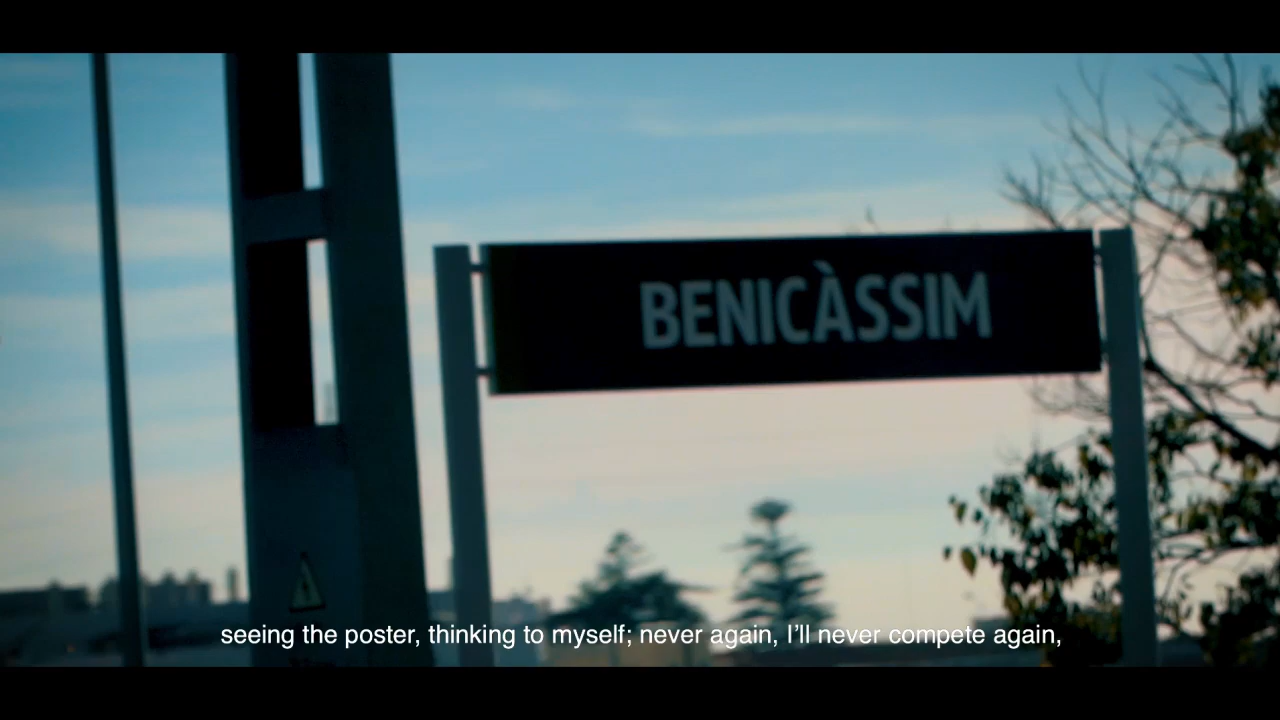 BENICÀSSIM
seeing the poster, thinking to myself; never again, I'll never compete again,